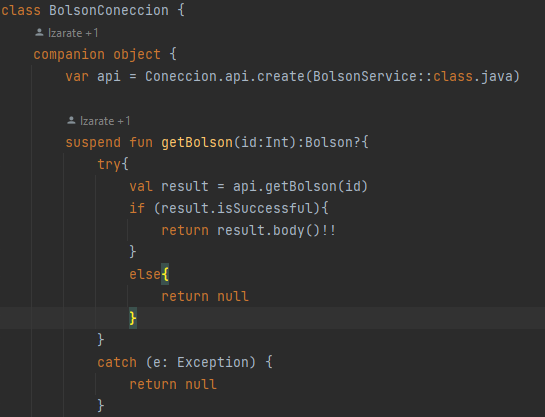 class BolsonConeccion {
lzarate +1
companion object {
var api = Coneccion.api.create(BolsonService::class.java)
lzarate +1
suspend fun getBolson(id:Int):Bolson?{
try{
val result = api.getBolson(id)
if (result.isSuccessful){
return result.body()!!
}
else{
return null
}
}
catch (e: Exception) {
return null
}